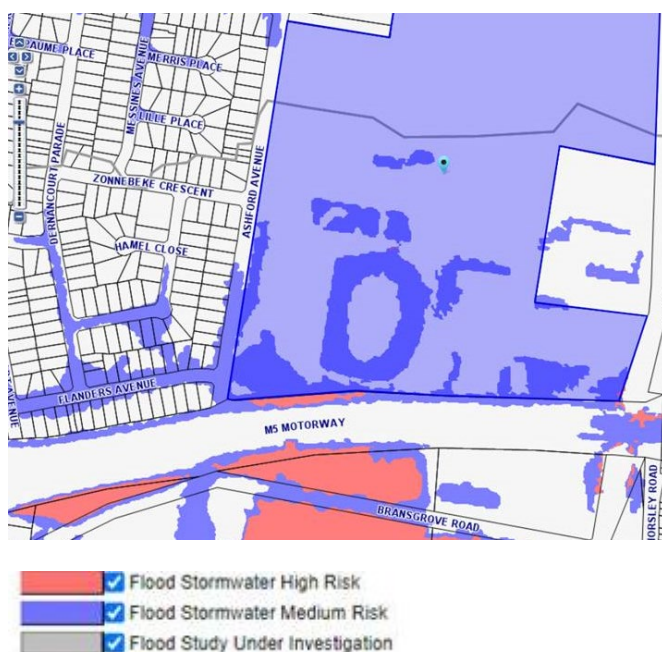 PAUME PLACE
MERRIS PLACE
MESSINES AVENUE
LILLE PLACE
DERNANCOURT PARADE
ZONNEBEKE CRESCENT
ASHFORD AVENUE
HAMEL CLOSE
FLANDERS AVENUE
AVENUE
M5 MOTORWAY
BRANSGROVE ROAD
HORSLEY ROAD
Flood Stormwater High Risk
Flood Stormwater Medium Risk
Flood Study Under Investigation